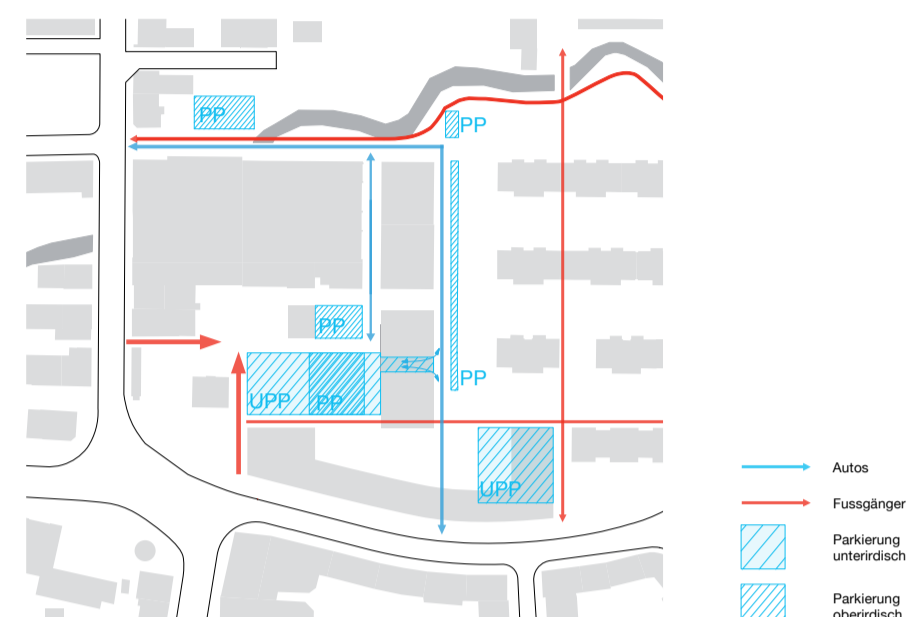 PP
PP
PP
PP
UPP
PP
UPP
Autos
Fussgänger
Parkierung
unterirdisch
Parkierung
oberirdisch